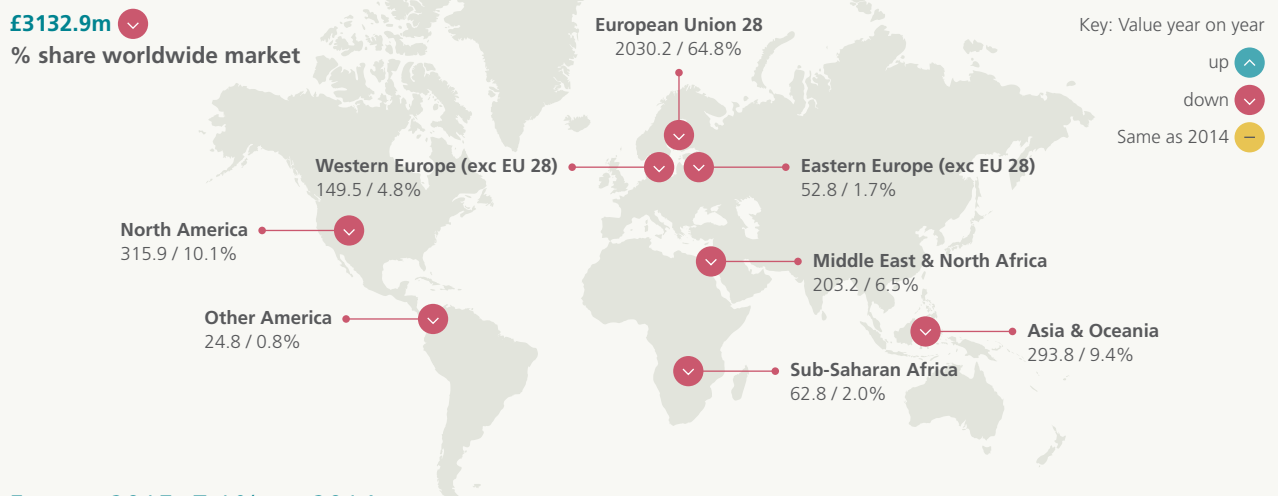 £3132.9m
% share worldwide market
European Union 28
2030.2 / 64.8%
Key: Value year on year
up
down
Same as 2014
Western Europe (exc EU 28)
149.5 / 4.8%
Eastern Europe (exc EU 28)
52.8 / 1.7%
North America
315.9 / 10.1%
Middle East & North Africa
203.2 / 6.5%
Other America
24.8 / 0.8%
Asia & Oceania
293.8 / 9.4%
Sub-Saharan Africa
62.8 / 2.0%